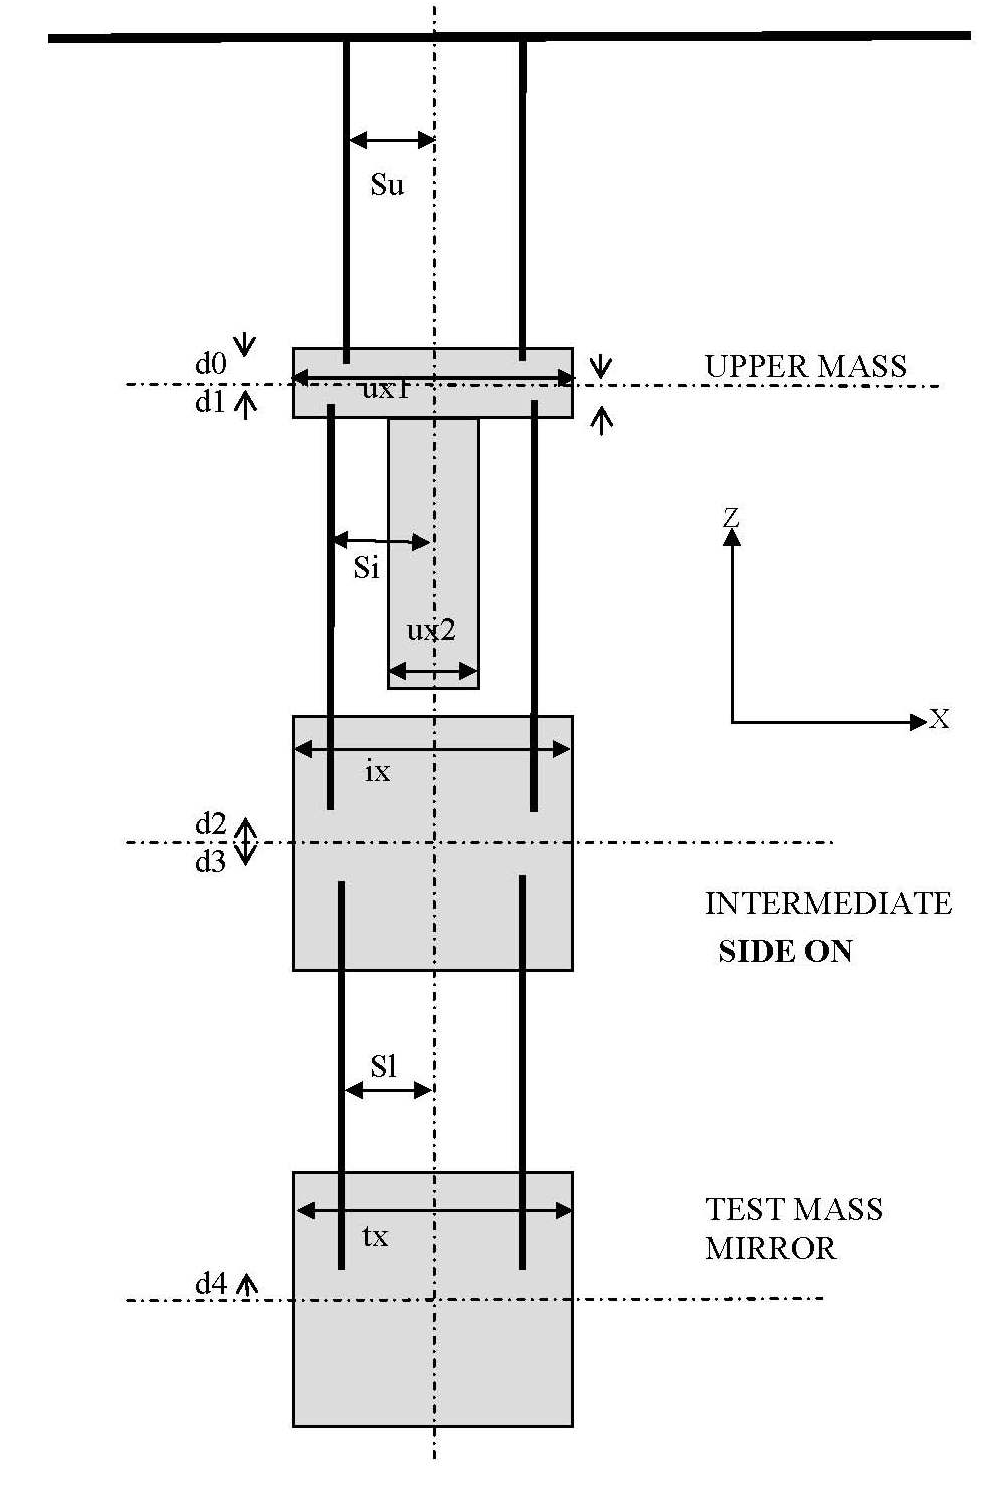 Su
d0
UPPER MASS
ux1
d1
Z
Si
ux2
X
ix
d2
d3
INTERMEDIATE
SIDE ON
Sl
TEST MASS
tx
MIRROR
d4